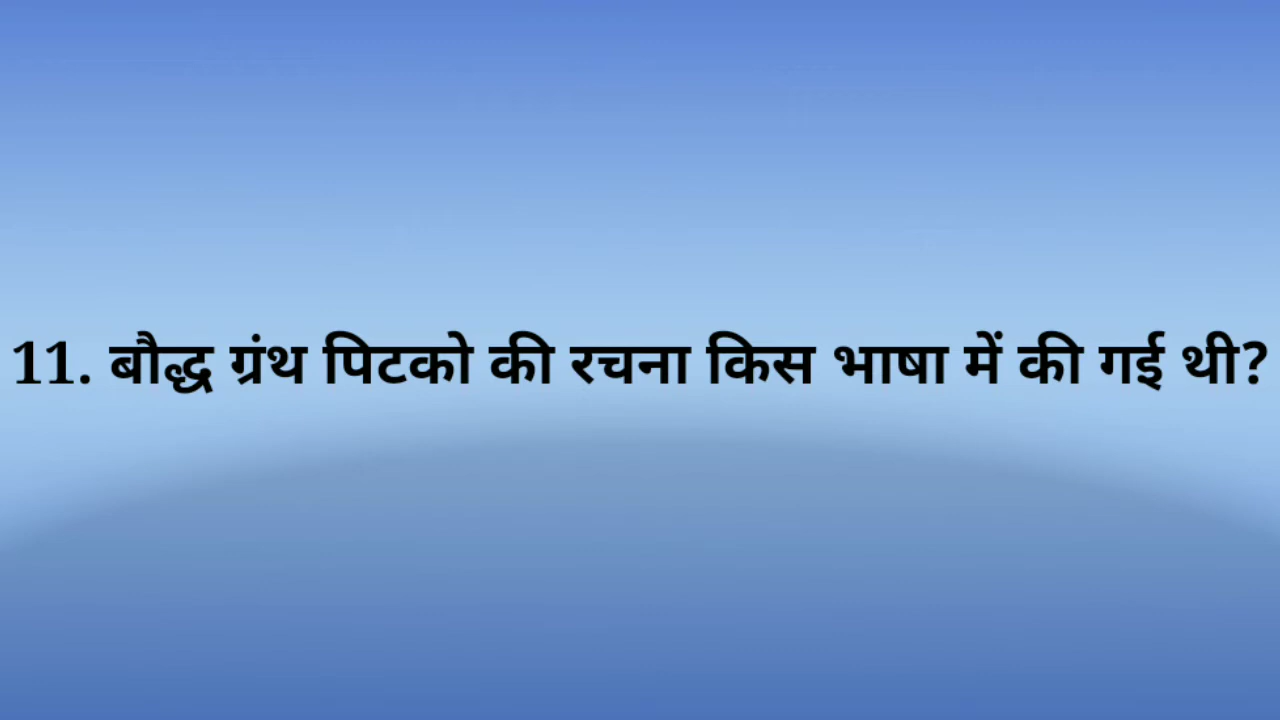 11. बौद्ध ग्रंथ पिटको की रचना किस भाषा में की गई थी?